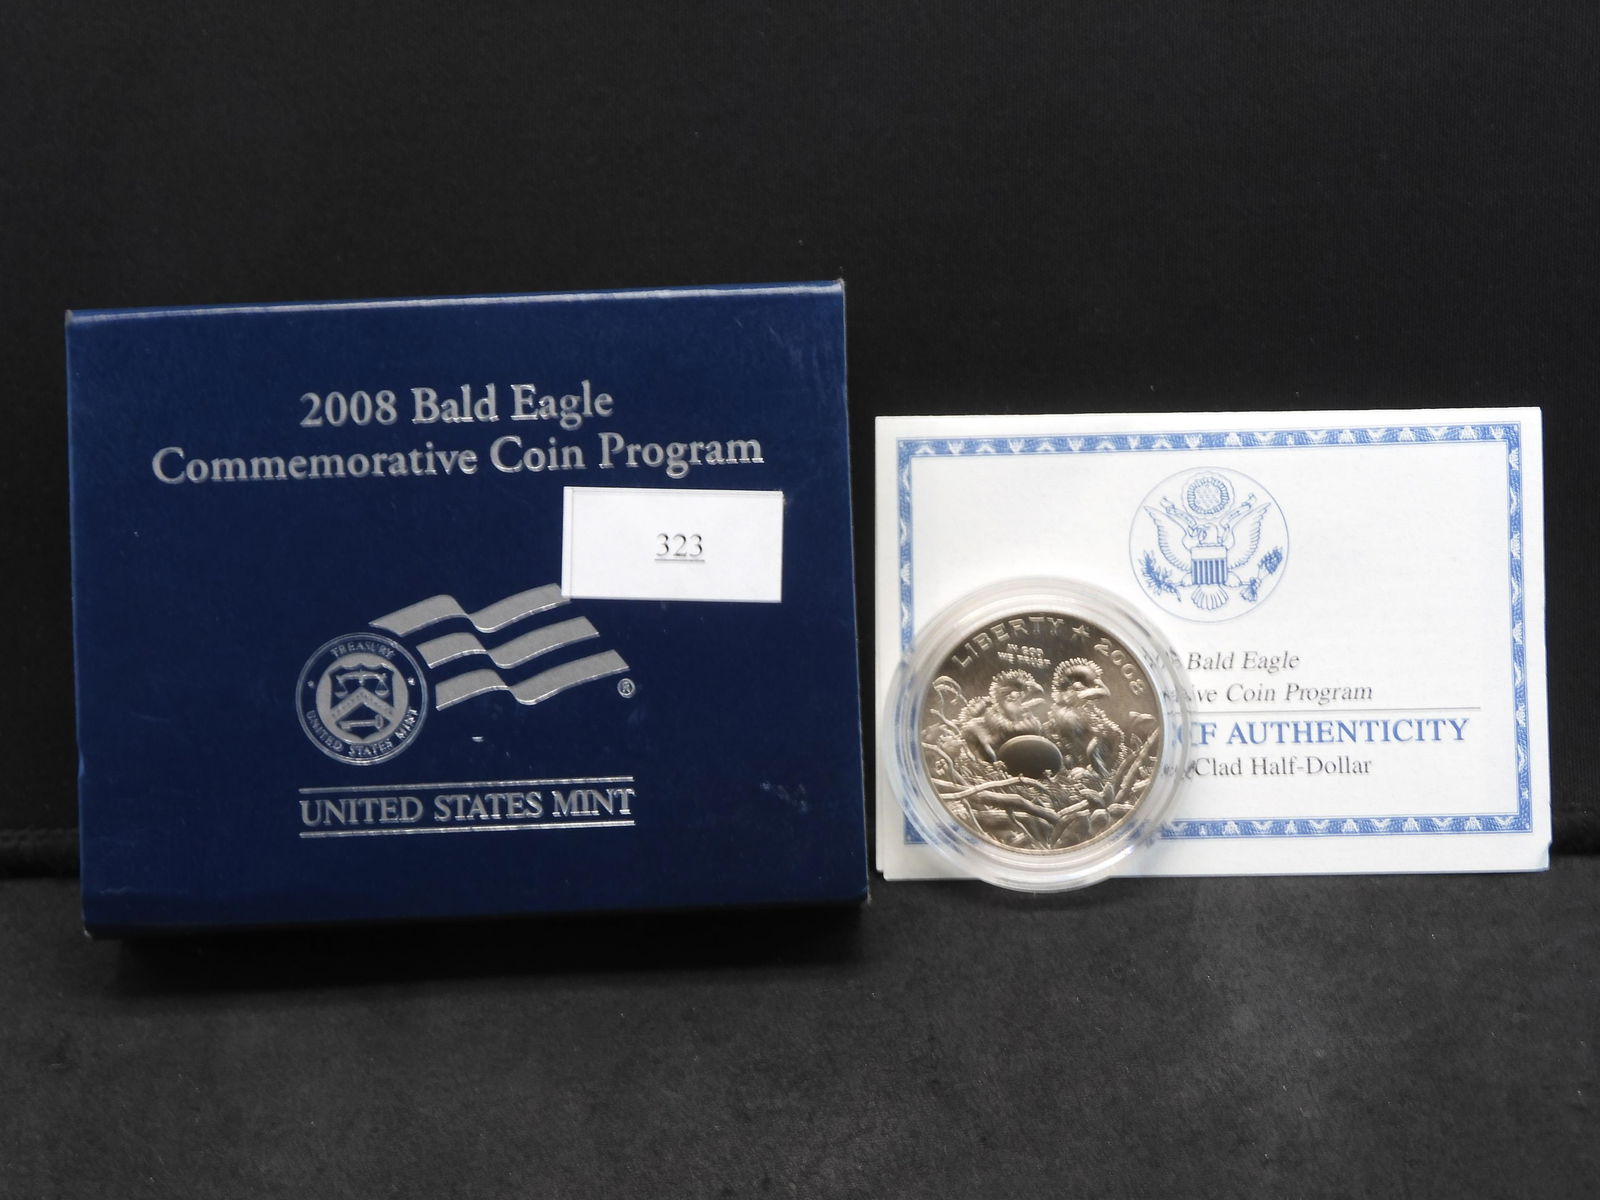 2008 Bald Eagle
Commemorative Coin Program
323
TREASURY
UNITED STATES MINT
®
UNITED STATES MINT
LIBERTY ★ 2008
IN GOD
WE TRUST
Bald Eagle
Coin Program
OF AUTHENTICITY
Clad Half-Dollar